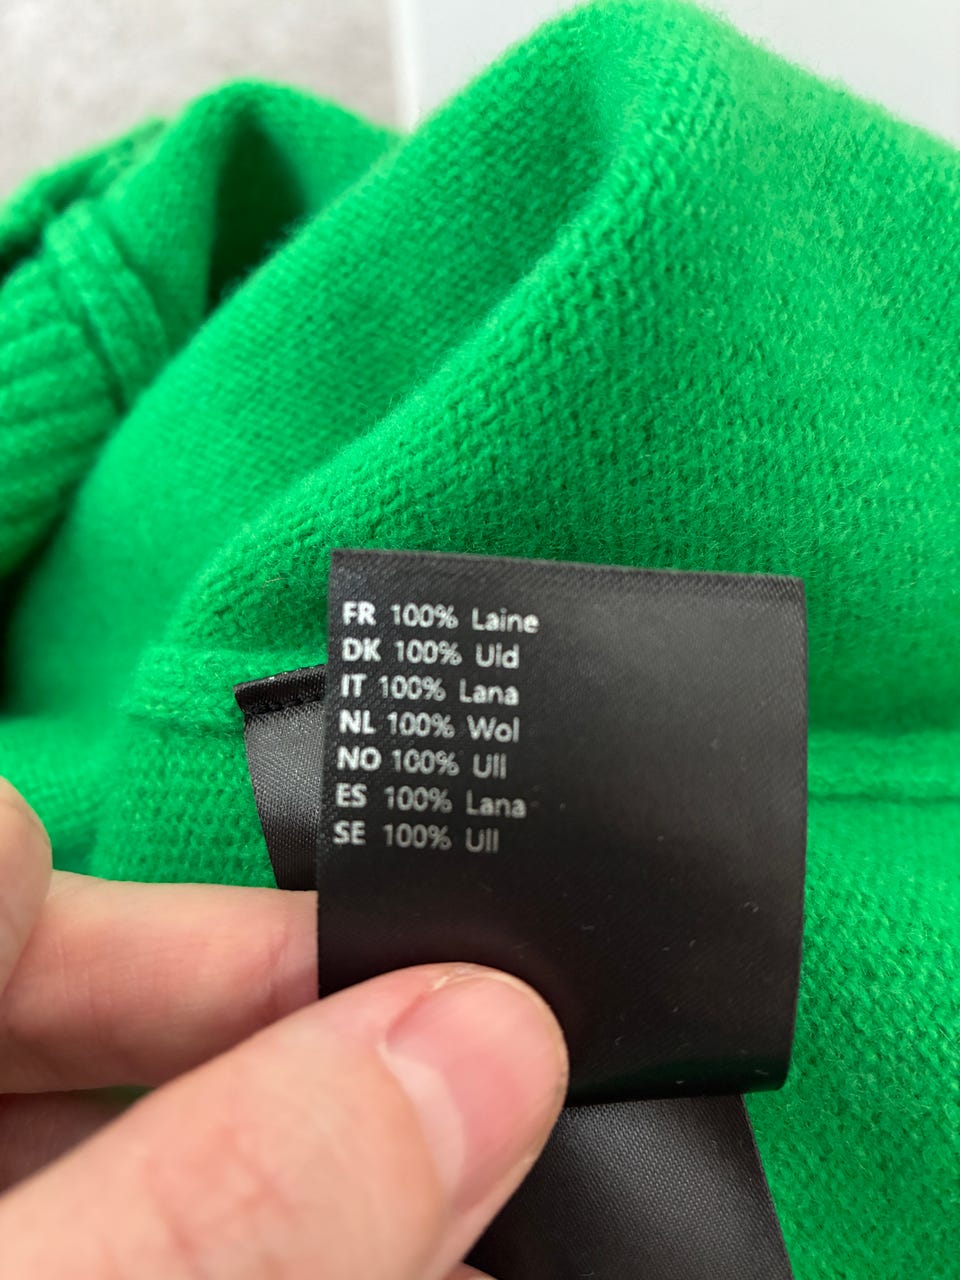 FR 100% Laine
DK 100% Uld
IT 100% Lana
NL 100% Wol
NO 100% Ull
ES 100% Lana
SE 100% Ull